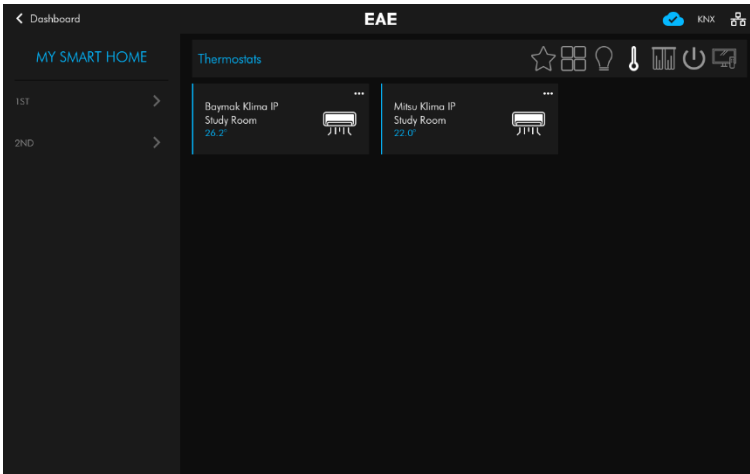 Dashboard
EAE
KNX
MY SMART HOME
Thermostats
1ST
2ND
Baymak Klima IP
Study Room
26.2°
Mitsu Klima IP
Study Room
22.0°